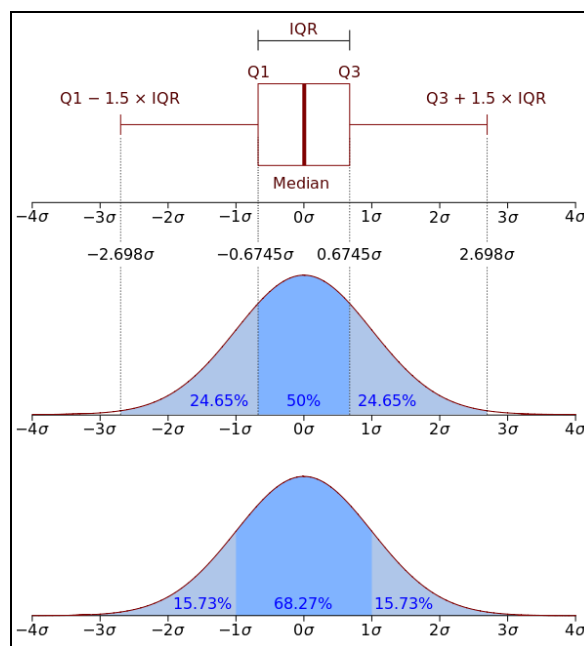 IQR
Q1 Q3
Q1 − 1.5 × IQR Q3 + 1.5 × IQR
Median
−4σ −3σ −2σ −1σ 0σ 1σ 2σ 3σ 4σ
−2.698σ −0.6745σ 0.6745σ 2.698σ
24.65% 50% 24.65%
−4σ −3σ −2σ −1σ 0σ 1σ 2σ 3σ 4σ
15.73% 68.27% 15.73%
−4σ −3σ −2σ −1σ 0σ 1σ 2σ 3σ 4σ